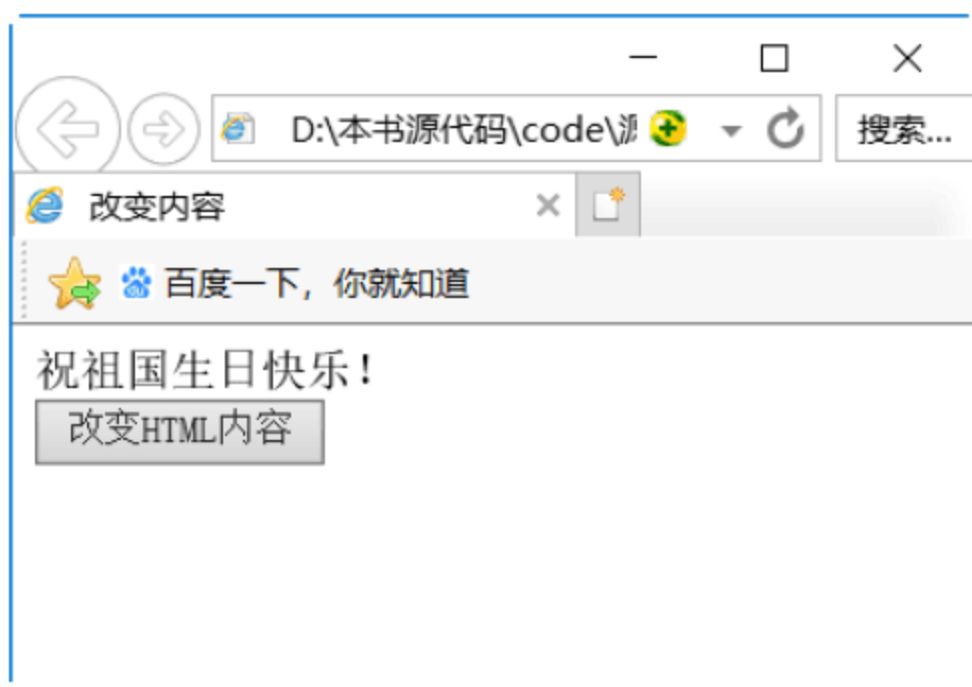 D:\本书源代码\code\源
搜索...
改变内容
百度一下，你就知道
祝祖国生日快乐！
改变HTML内容